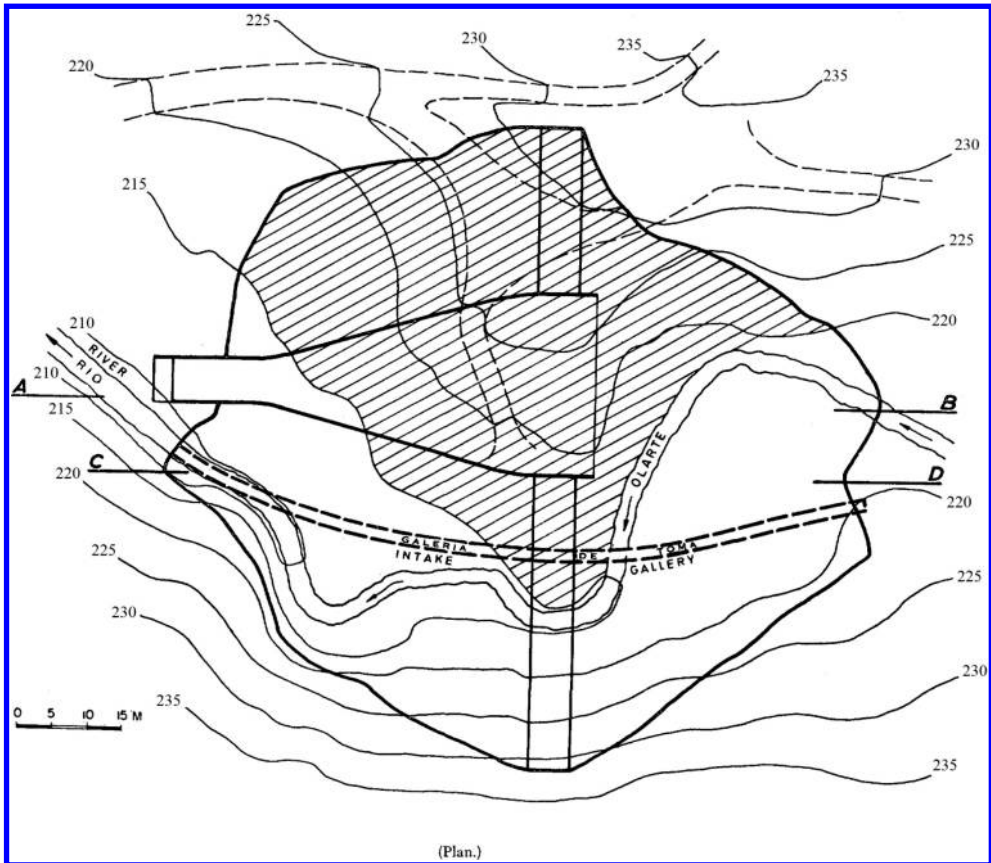 225
230
235
220
235
230
215
225
210
RIVER
RIO
220
210
A
B
215
OLARTE
C
D
220
220
GALERIA DE TOMA
INTAKE GALLERY
225
225
230
230
235
0 5 10 15 M
235
(Plan.)